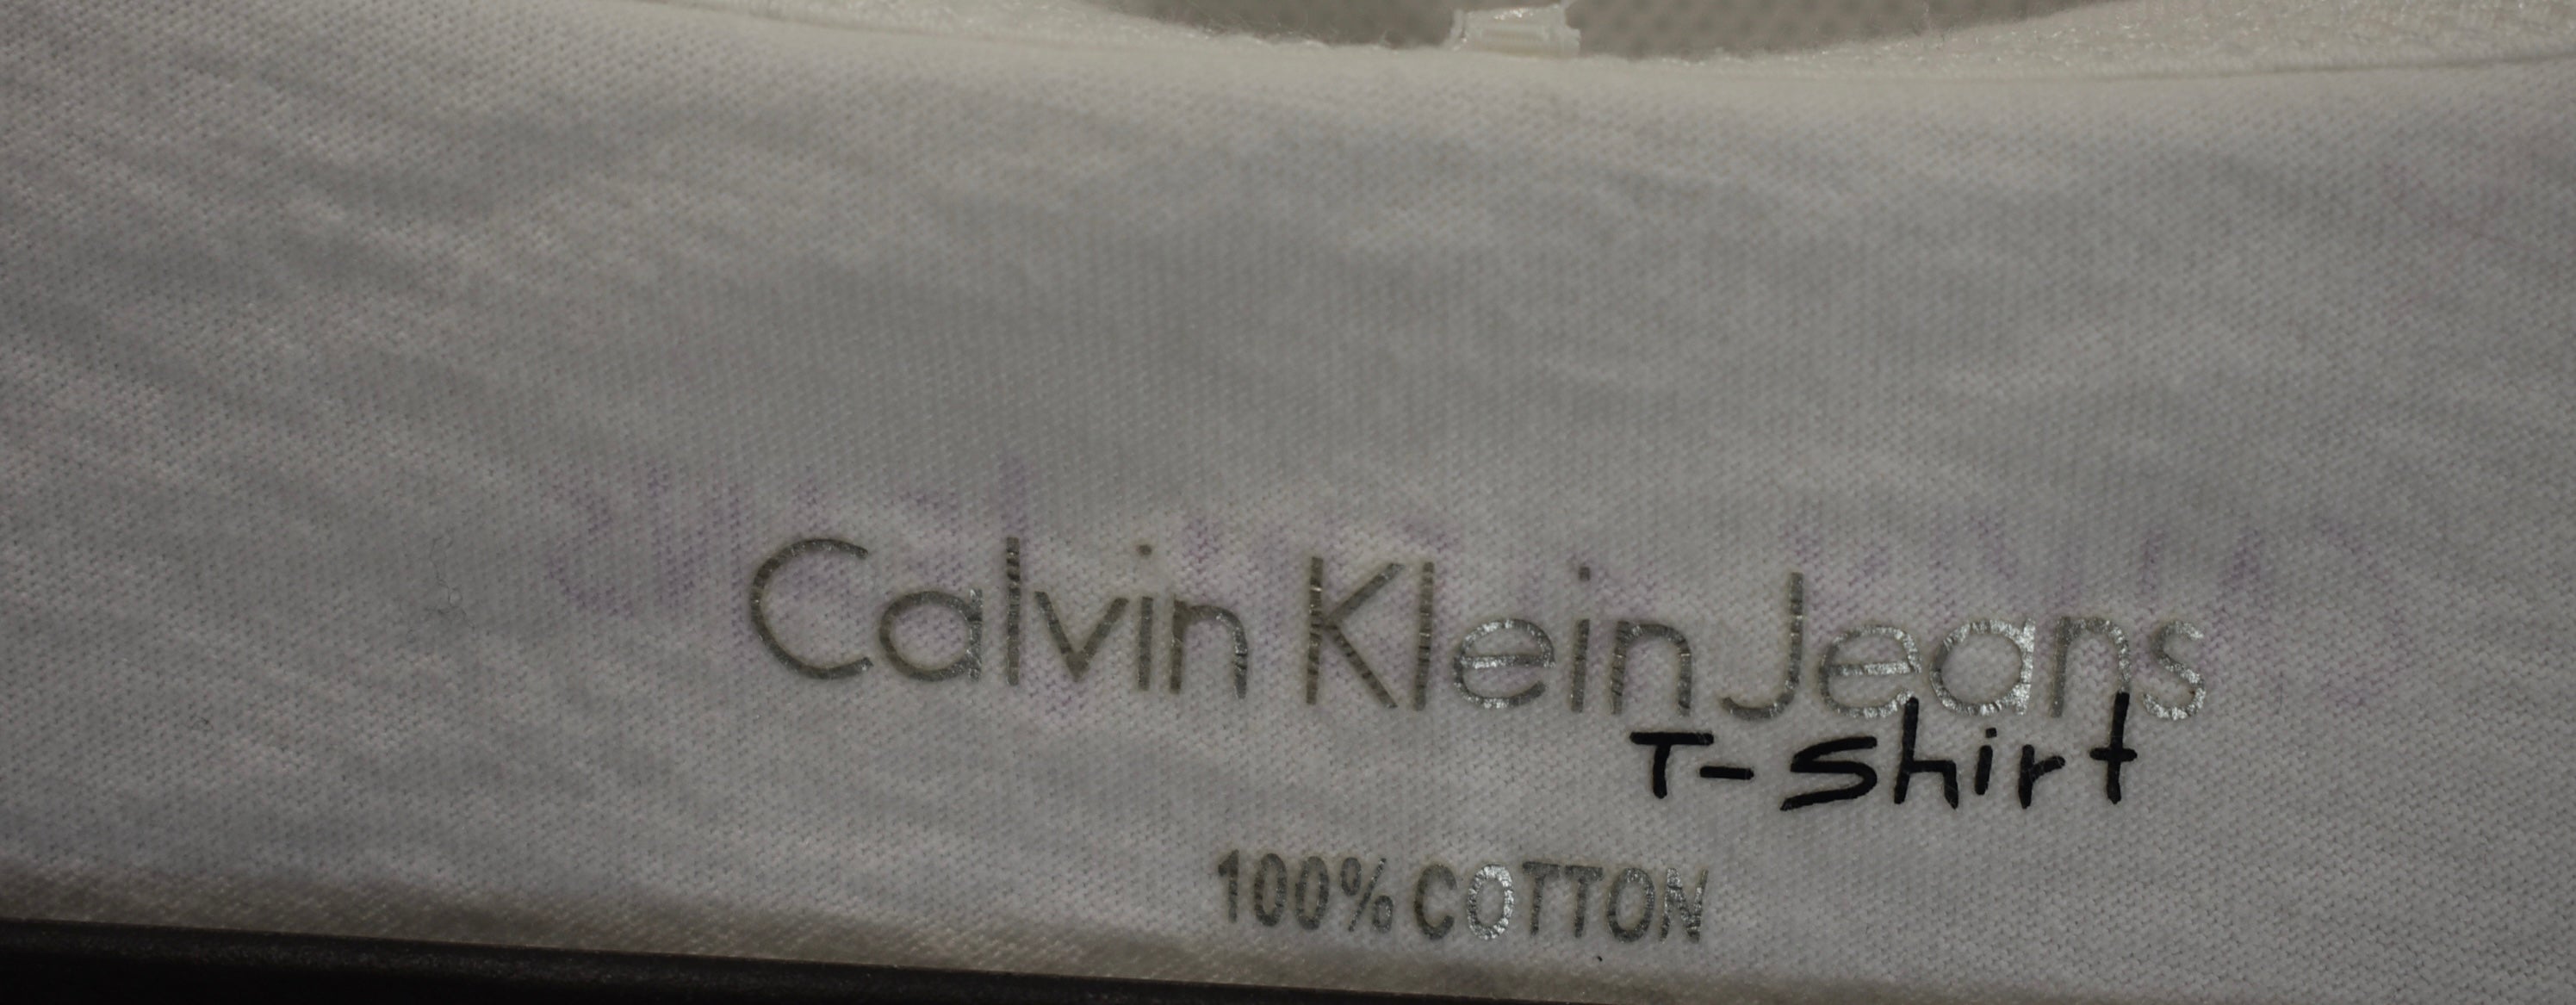 Calvin Klein Jeans
T-shirt
100% COTTON